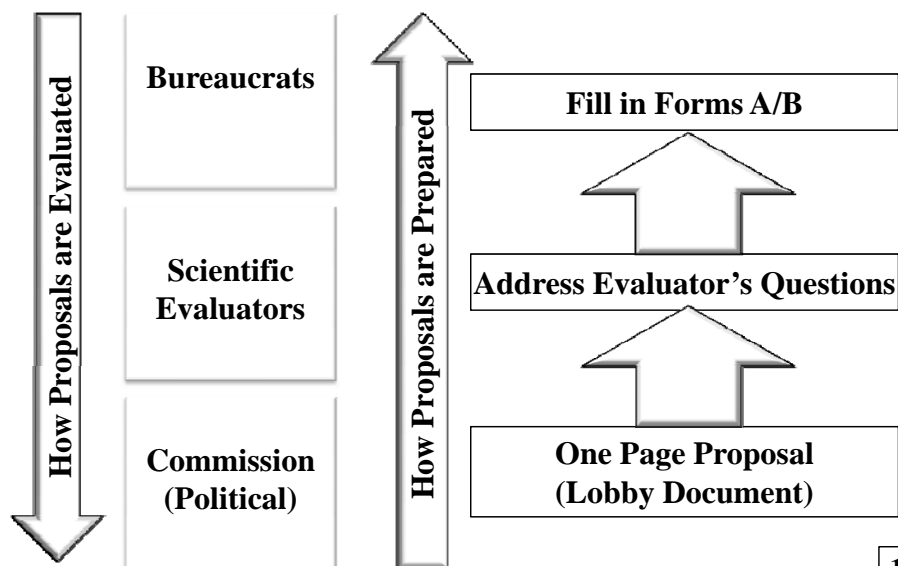 How Proposals are Evaluated
Bureaucrats
Scientific
Evaluators
Commission
(Political)
How Proposals are Prepared
Fill in Forms A/B
Address Evaluator's Questions
One Page Proposal
(Lobby Document)